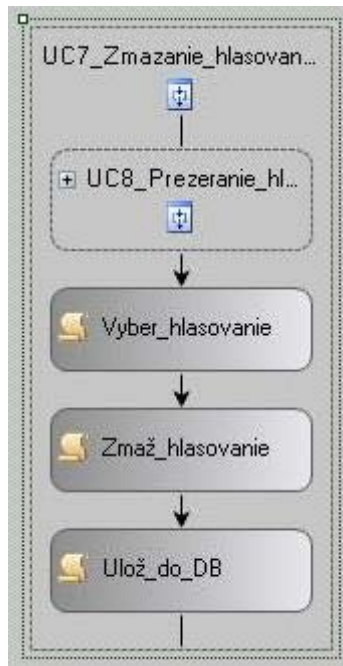 UC7_Zmazanie_hlasovan...
UC8_Prezeranie_hl...
Vyber_hlasovanie
Zmaž_hlasovanie
Ulož_do_DB